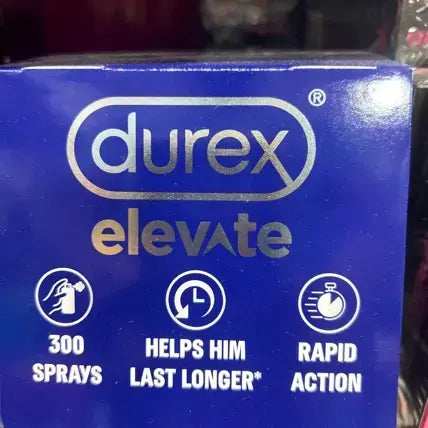 durex®
elevate
300
SPRAYS
HELPS HIM
LAST LONGER*
RAPID
ACTION